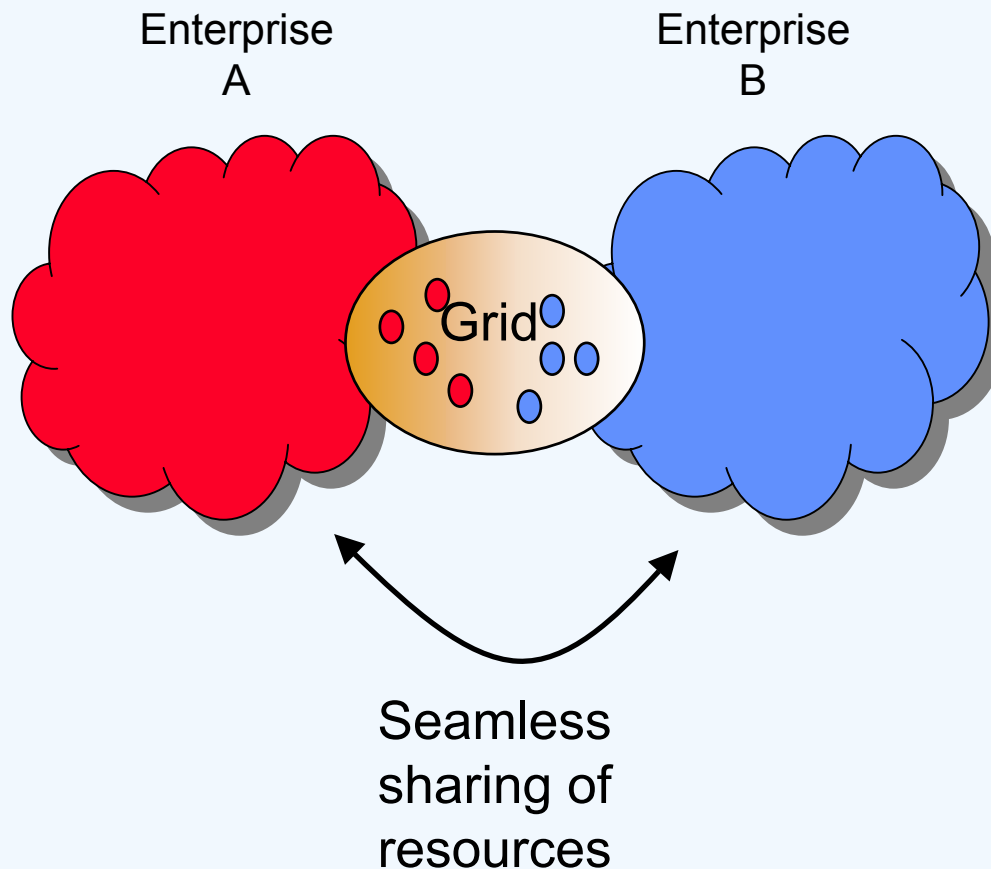 Enterprise
A
Enterprise
B
Grid
Seamless
sharing of
resources